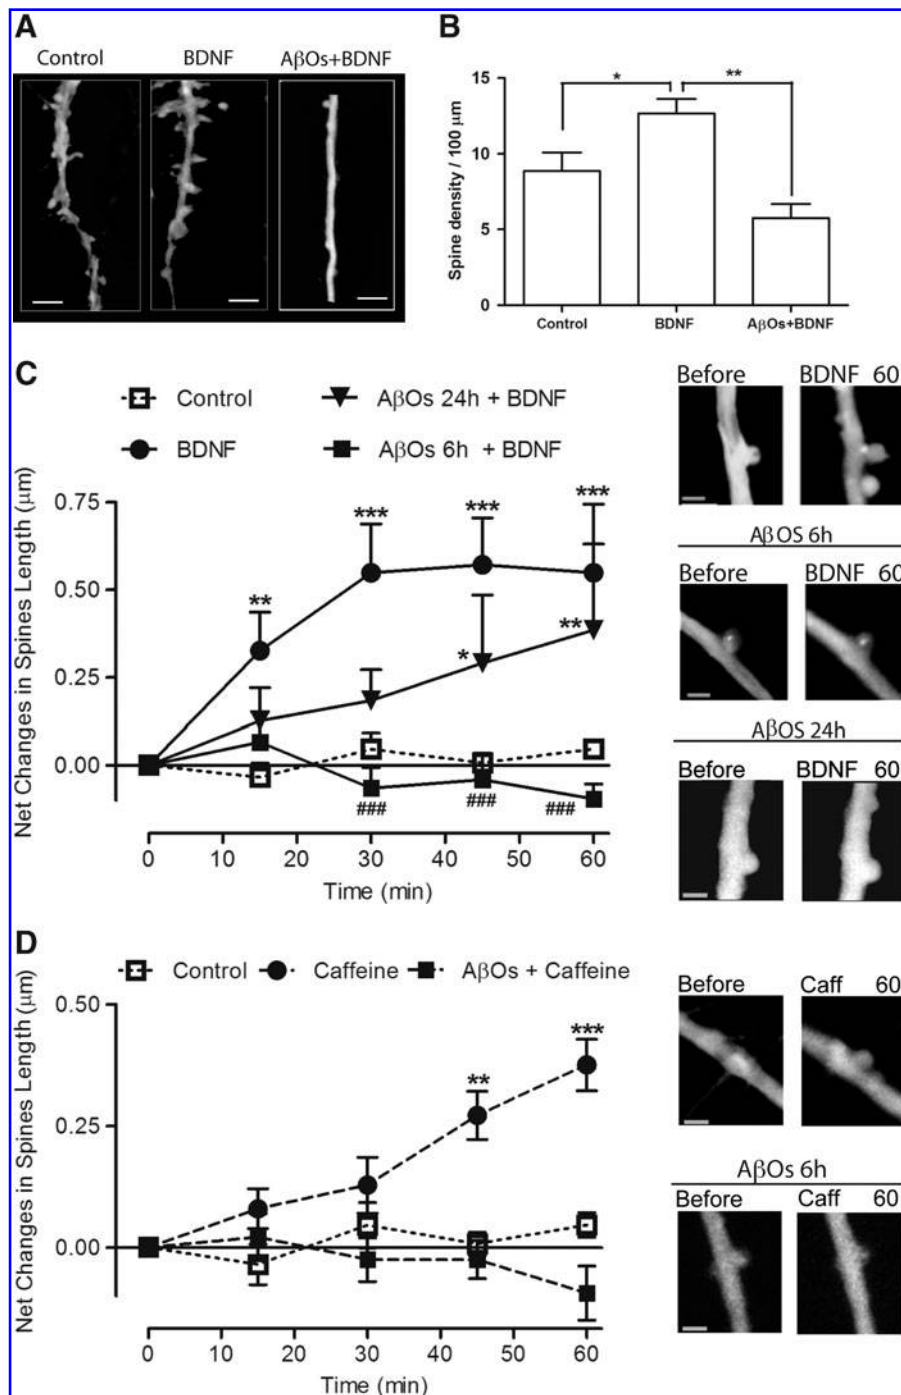 A
Control BDNF AβOs+BDNF
B
* **
15
10
5
0
Spine density / 100 µm
Control BDNF AβOs+BDNF
C
Control AβOs 24h + BDNF
BDNF AβOs 6h + BDNF
Net Changes in Spines Length (µm)
0.75
0.50
0.25
0.00
** *** *** ***
* **
### ### ###
0 10 20 30 40 50 60
Time (min)
Before BDNF 60
AβOS 6h
Before BDNF 60
AβOS 24h
Before BDNF 60
D
Control Caffeine AβOs + Caffeine
Net Changes in Spines Length (µm)
0.50
0.25
0.00
** ***
0 10 20 30 40 50 60
Time (min)
Before Caff 60
AβOs 6h
Before Caff 60